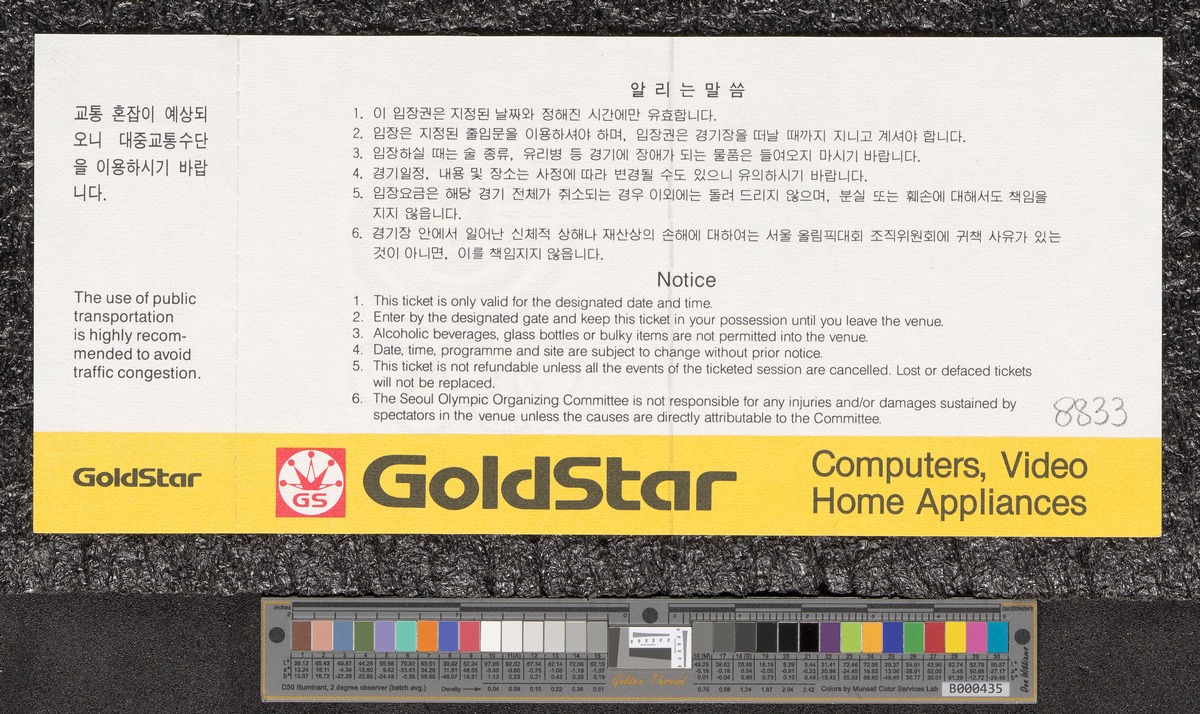 교통 혼잡이 예상되
오니 대중교통수단
을 이용하시기 바랍
니다.
The use of public
transportation
is highly recom-
mended to avoid
traffic congestion.
GoldStar
알 리 는 말 씀
1. 이 입장권은 지정된 날짜와 정해진 시간에만 유효합니다.
2. 입장은 지정된 출입문을 이용하셔야 하며, 입장권은 경기장을 떠날 때까지 지니고 계셔야 합니다.
3. 입장하실 때는 술 종류, 유리병 등 경기에 장애가 되는 물품은 들여오지 마시기 바랍니다.
4. 경기일정, 내용 및 장소는 사정에 따라 변경될 수도 있으니 유의하시기 바랍니다.
5. 입장요금은 해당 경기 전체가 취소되는 경우 이외에는 돌려 드리지 않으며, 분실 또는 훼손에 대해서도 책임을
지지 않읍니다.
6. 경기장 안에서 일어난 신체적 상해나 재산상의 손해에 대하여는 서울 올림픽대회 조직위원회에 귀책 사유가 있는
것이 아니면, 이를 책임지지 않읍니다.
Notice
1. This ticket is only valid for the designated date and time.
2. Enter by the designated gate and keep this ticket in your possession until you leave the venue.
3. Alcoholic beverages, glass bottles or bulky items are not permitted into the venue.
4. Date, time, programme and site are subject to change without prior notice.
5. This ticket is not refundable unless all the events of the ticketed session are cancelled. Lost or defaced tickets
will not be replaced.
6. The Seoul Olympic Organizing Committee is not responsible for any injuries and/or damages sustained by
spectators in the venue unless the causes are directly attributable to the Committee.
8833
GS
GoldStar
Computers, Video
Home Appliances
inches
centimeters
D50 Illuminant, 2 degree observer (batch avg.)
Density
Golden Thread
Colors by Munsell Color Services Lab
B000435